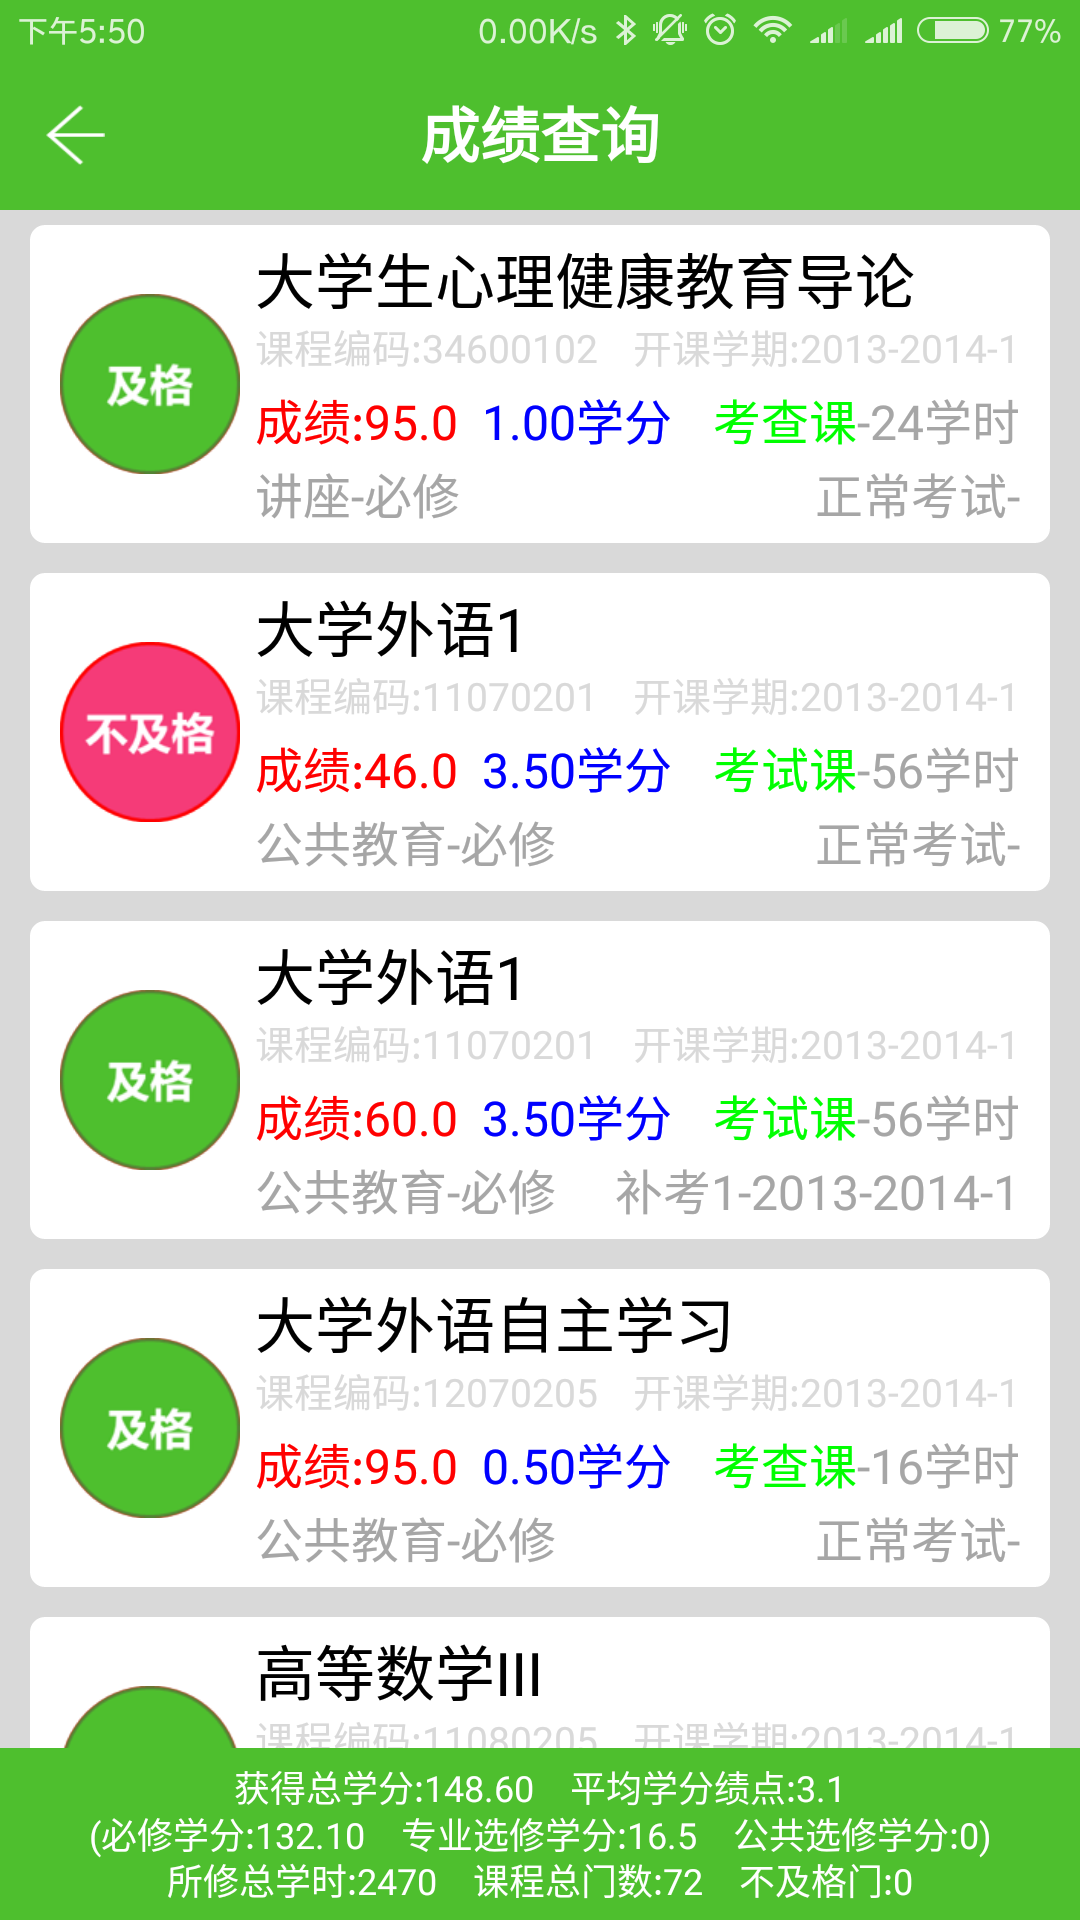 下午5:50 0.00K/s 77%
成绩查询
大学生心理健康教育导论
课程编码:34600102 开课学期:2013-2014-1
及格
成绩:95.0 1.00学分 考查课-24学时
讲座-必修 正常考试-
大学外语1
课程编码:11070201 开课学期:2013-2014-1
不及格
成绩:46.0 3.50学分 考试课-56学时
公共教育-必修 正常考试-
大学外语1
课程编码:11070201 开课学期:2013-2014-1
及格
成绩:60.0 3.50学分 考试课-56学时
公共教育-必修 补考1-2013-2014-1
大学外语自主学习
课程编码:12070205 开课学期:2013-2014-1
及格
成绩:95.0 0.50学分 考查课-16学时
公共教育-必修 正常考试-
高等数学III
课程编码:11080205 开课学期:2013-2014-1
获得总学分:148.60 平均学分绩点:3.1
(必修学分:132.10 专业选修学分:16.5 公共选修学分:0)
所修总学时:2470 课程总门数:72 不及格门:0